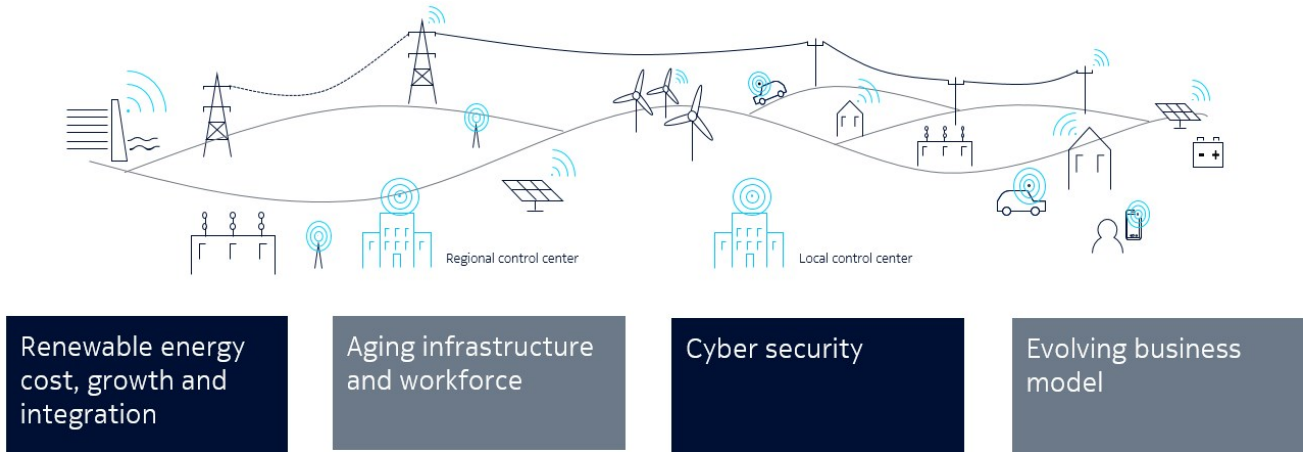 Regional control center
Local control center
Renewable energy
cost, growth and
integration
Aging infrastructure
and workforce
Cyber security
Evolving business
model